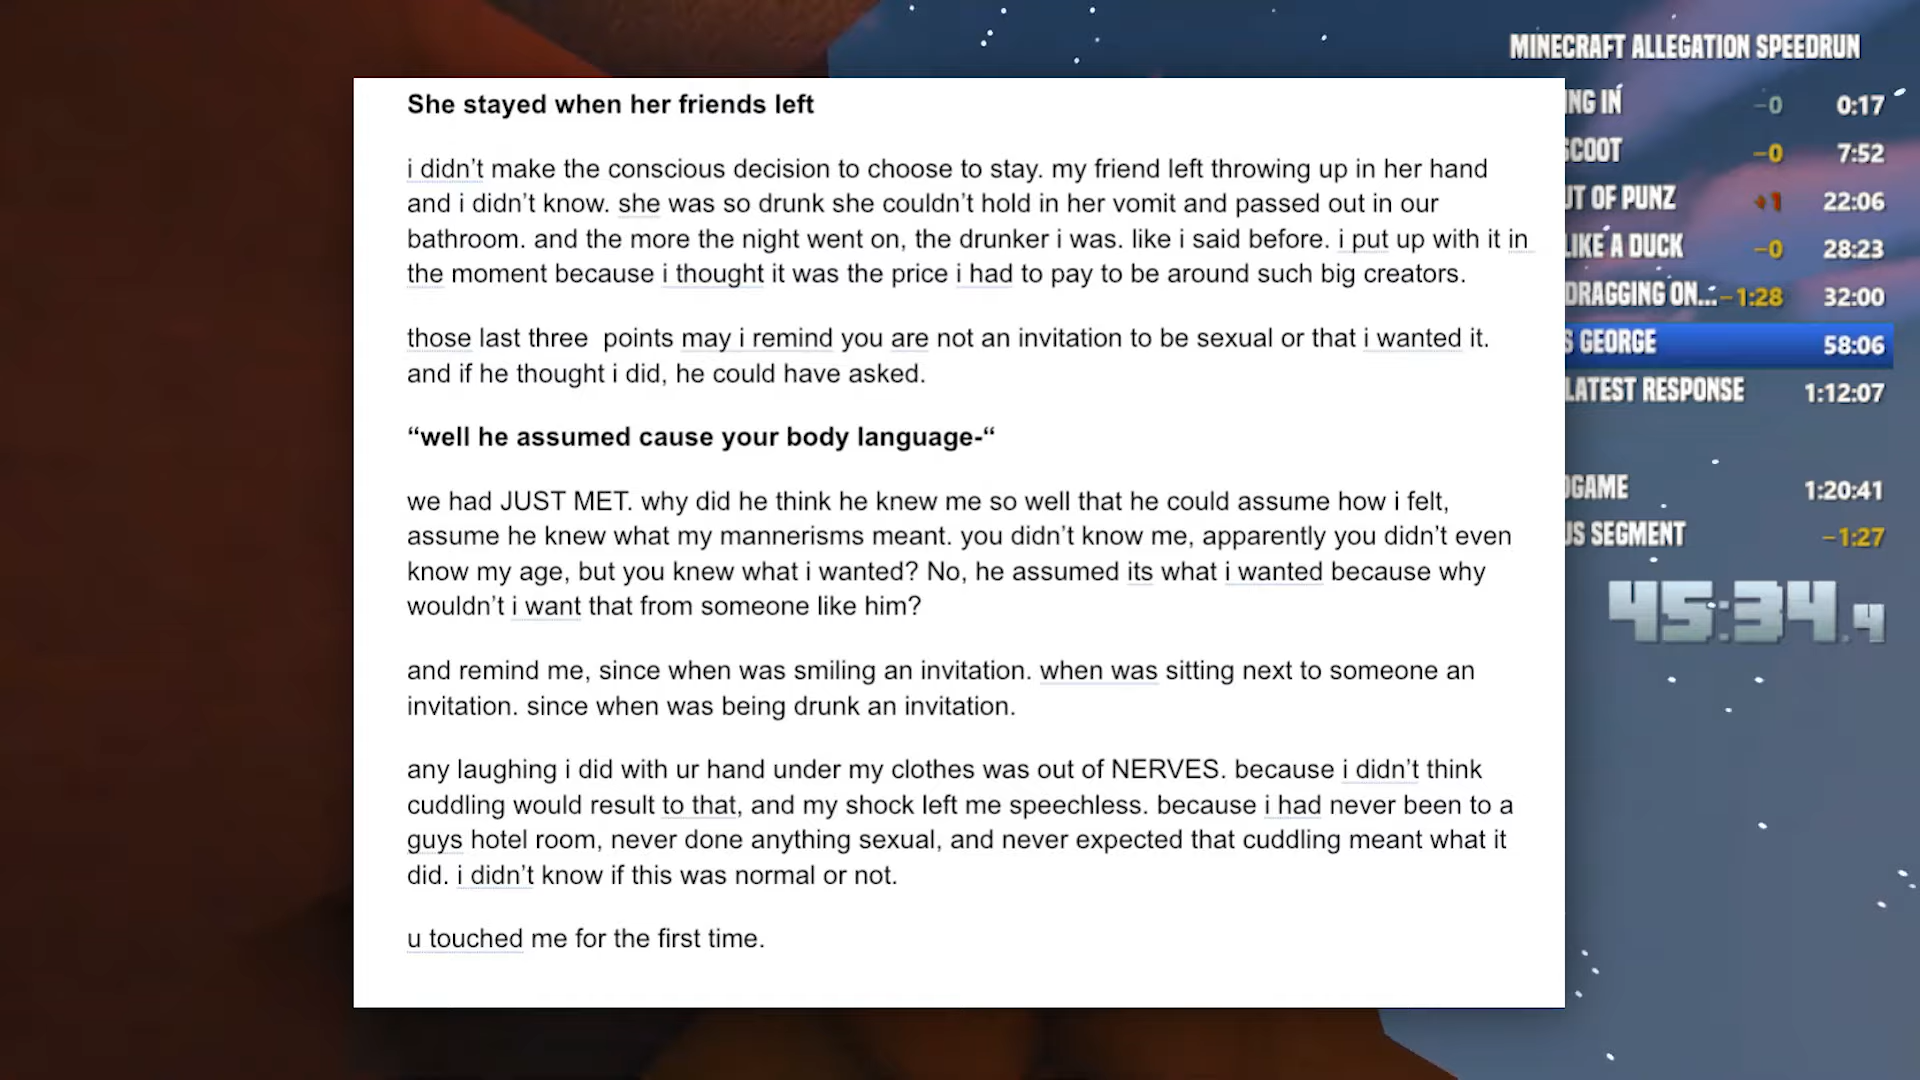 MINECRAFT ALLEGATION SPEEDRUN
She stayed when her friends left
i didn’t make the conscious decision to choose to stay. my friend left throwing up in her hand
and i didn’t know. she was so drunk she couldn’t hold in her vomit and passed out in our
bathroom. and the more the night went on, the drunker i was. like i said before. i put up with it in
the moment because i thought it was the price i had to pay to be around such big creators.
those last three  points may i remind you are not an invitation to be sexual or that i wanted it.
and if he thought i did, he could have asked.
“well he assumed cause your body language-“
we had JUST MET. why did he think he knew me so well that he could assume how i felt,
assume he knew what my mannerisms meant. you didn’t know me, apparently you didn’t even
know my age, but you knew what i wanted? No, he assumed its what i wanted because why
wouldn’t i want that from someone like him?
and remind me, since when was smiling an invitation. when was sitting next to someone an
invitation. since when was being drunk an invitation.
any laughing i did with ur hand under my clothes was out of NERVES. because i didn’t think
cuddling would result to that, and my shock left me speechless. because i had never been to a
guys hotel room, never done anything sexual, and never expected that cuddling meant what it
did. i didn’t know if this was normal or not.
u touched me for the first time.
ING IN −0 0:17
SCOOT −0 7:52
UT OF PUNZ +1 22:06
LIKE A DUCK −0 28:23
DRAGGING ON... −1:28 32:00
S GEORGE 58:06
LATEST RESPONSE 1:12:07
GAME 1:20:41
US SEGMENT −1:27
45:34.4